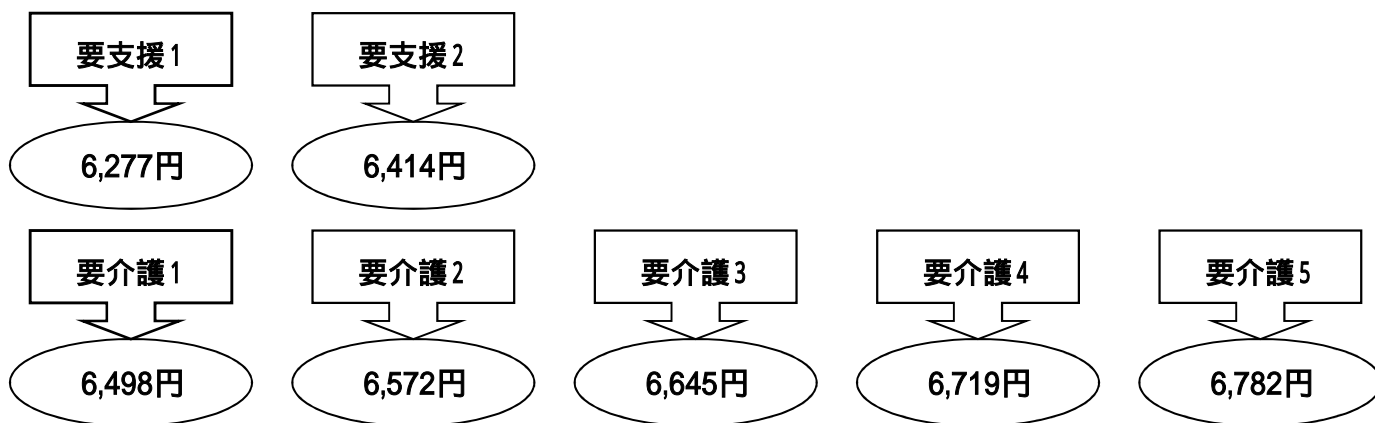 要支援1 要支援2
6,277円 6,414円
要介護1 要介護2 要介護3 要介護4 要介護5
6,498円 6,572円 6,645円 6,719円 6,782円